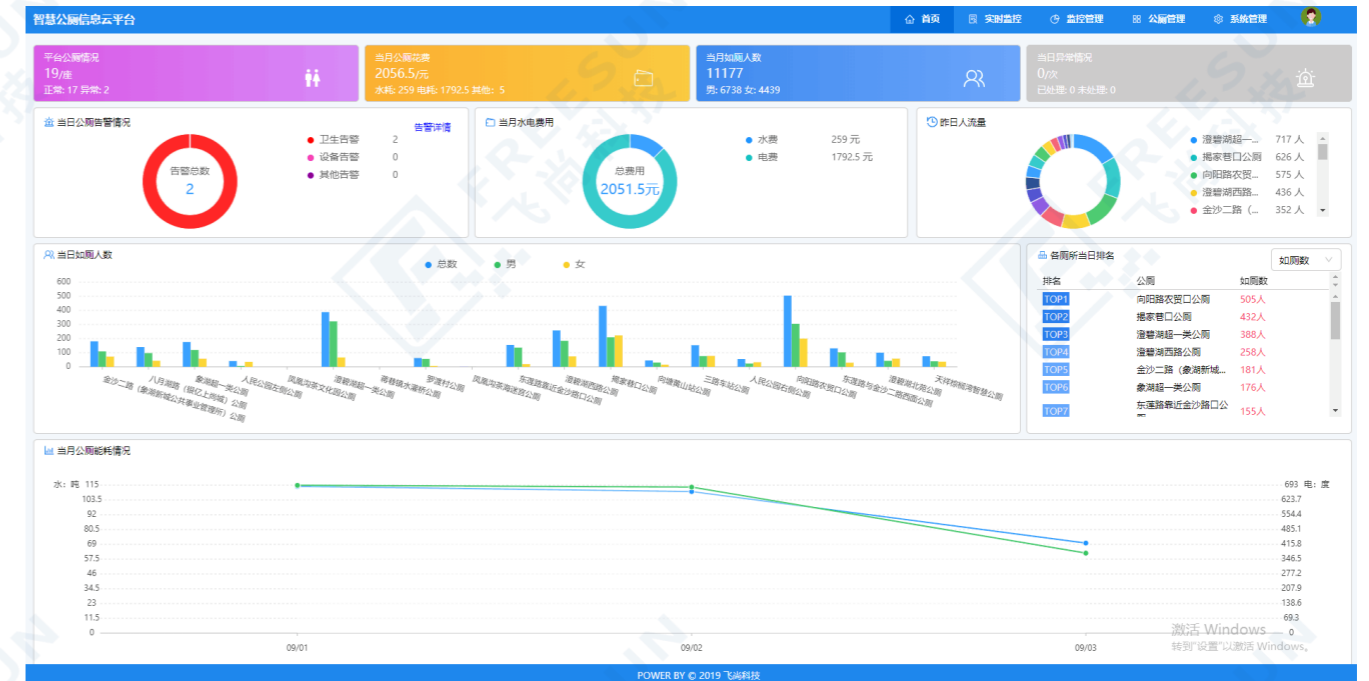 智慧公厕信息云平台
首页 实时监控 监控管理 公厕管理 系统管理
平台公厕情况
19/座
正常: 17 异常: 2
当月公厕花费
2056.5/元
水耗: 259 电耗: 1792.5 其他: 5
当月如厕人数
11177
男: 6738 女: 4439
当日异常情况
0/次
已处理: 0 未处理: 0
当日公厕告警情况
告警详情
告警总数
2
卫生告警 2
设备告警 0
其他告警 0
当月水电费用
总费用
2051.5元
水费 259 元
电费 1792.5 元
昨日人流量
澄碧湖超一... 717 人
揭家巷口公厕 626 人
向阳路农贸... 575 人
澄碧湖西路... 436 人
金沙二路（... 352 人
当日如厕人数
总数 男 女
600
500
400
300
200
100
0
金沙二路（象湖新城公共事业管理所）公厕
八月湖路（银亿上尚城）公厕
象湖超一类公厕
人民公园左侧公厕
凤凰沟茶文化园公厕
澄碧湖超一类公厕
蒋巷镇水溪桥公厕
罗渡村公厕
凤凰沟茶海迷宫公厕
东莲路靠近金沙路口公厕
澄碧湖西路公厕
揭家巷口公厕
向塘黄山站公厕
三路车站公厕
人民公园右侧公厕
向阳路农贸口公厕
东莲路与金沙二路西面公厕
澄碧湖北苑公厕
天祥棕榈湾智慧公厕
各厕所当日排名
如厕数
排名 公厕 如厕数
TOP1 向阳路农贸口公厕 505人
TOP2 揭家巷口公厕 432人
TOP3 澄碧湖超一类公厕 388人
TOP4 澄碧湖西路公厕 258人
TOP5 金沙二路（象湖新城... 181人
TOP6 象湖超一类公厕 176人
TOP7 东莲路靠近金沙路口公 155人
当月公厕能耗情况
水: 吨 115
103.5
92
80.5
69
57.5
46
34.5
23
11.5
0
693 电: 度
623.7
554.4
485.1
415.8
346.5
277.2
207.9
138.6
69.3
0
09/01 09/02 09/03
激活 Windows
转到"设置"以激活 Windows。
POWER BY © 2019 飞尚科技
FREESUN
飞尚科技